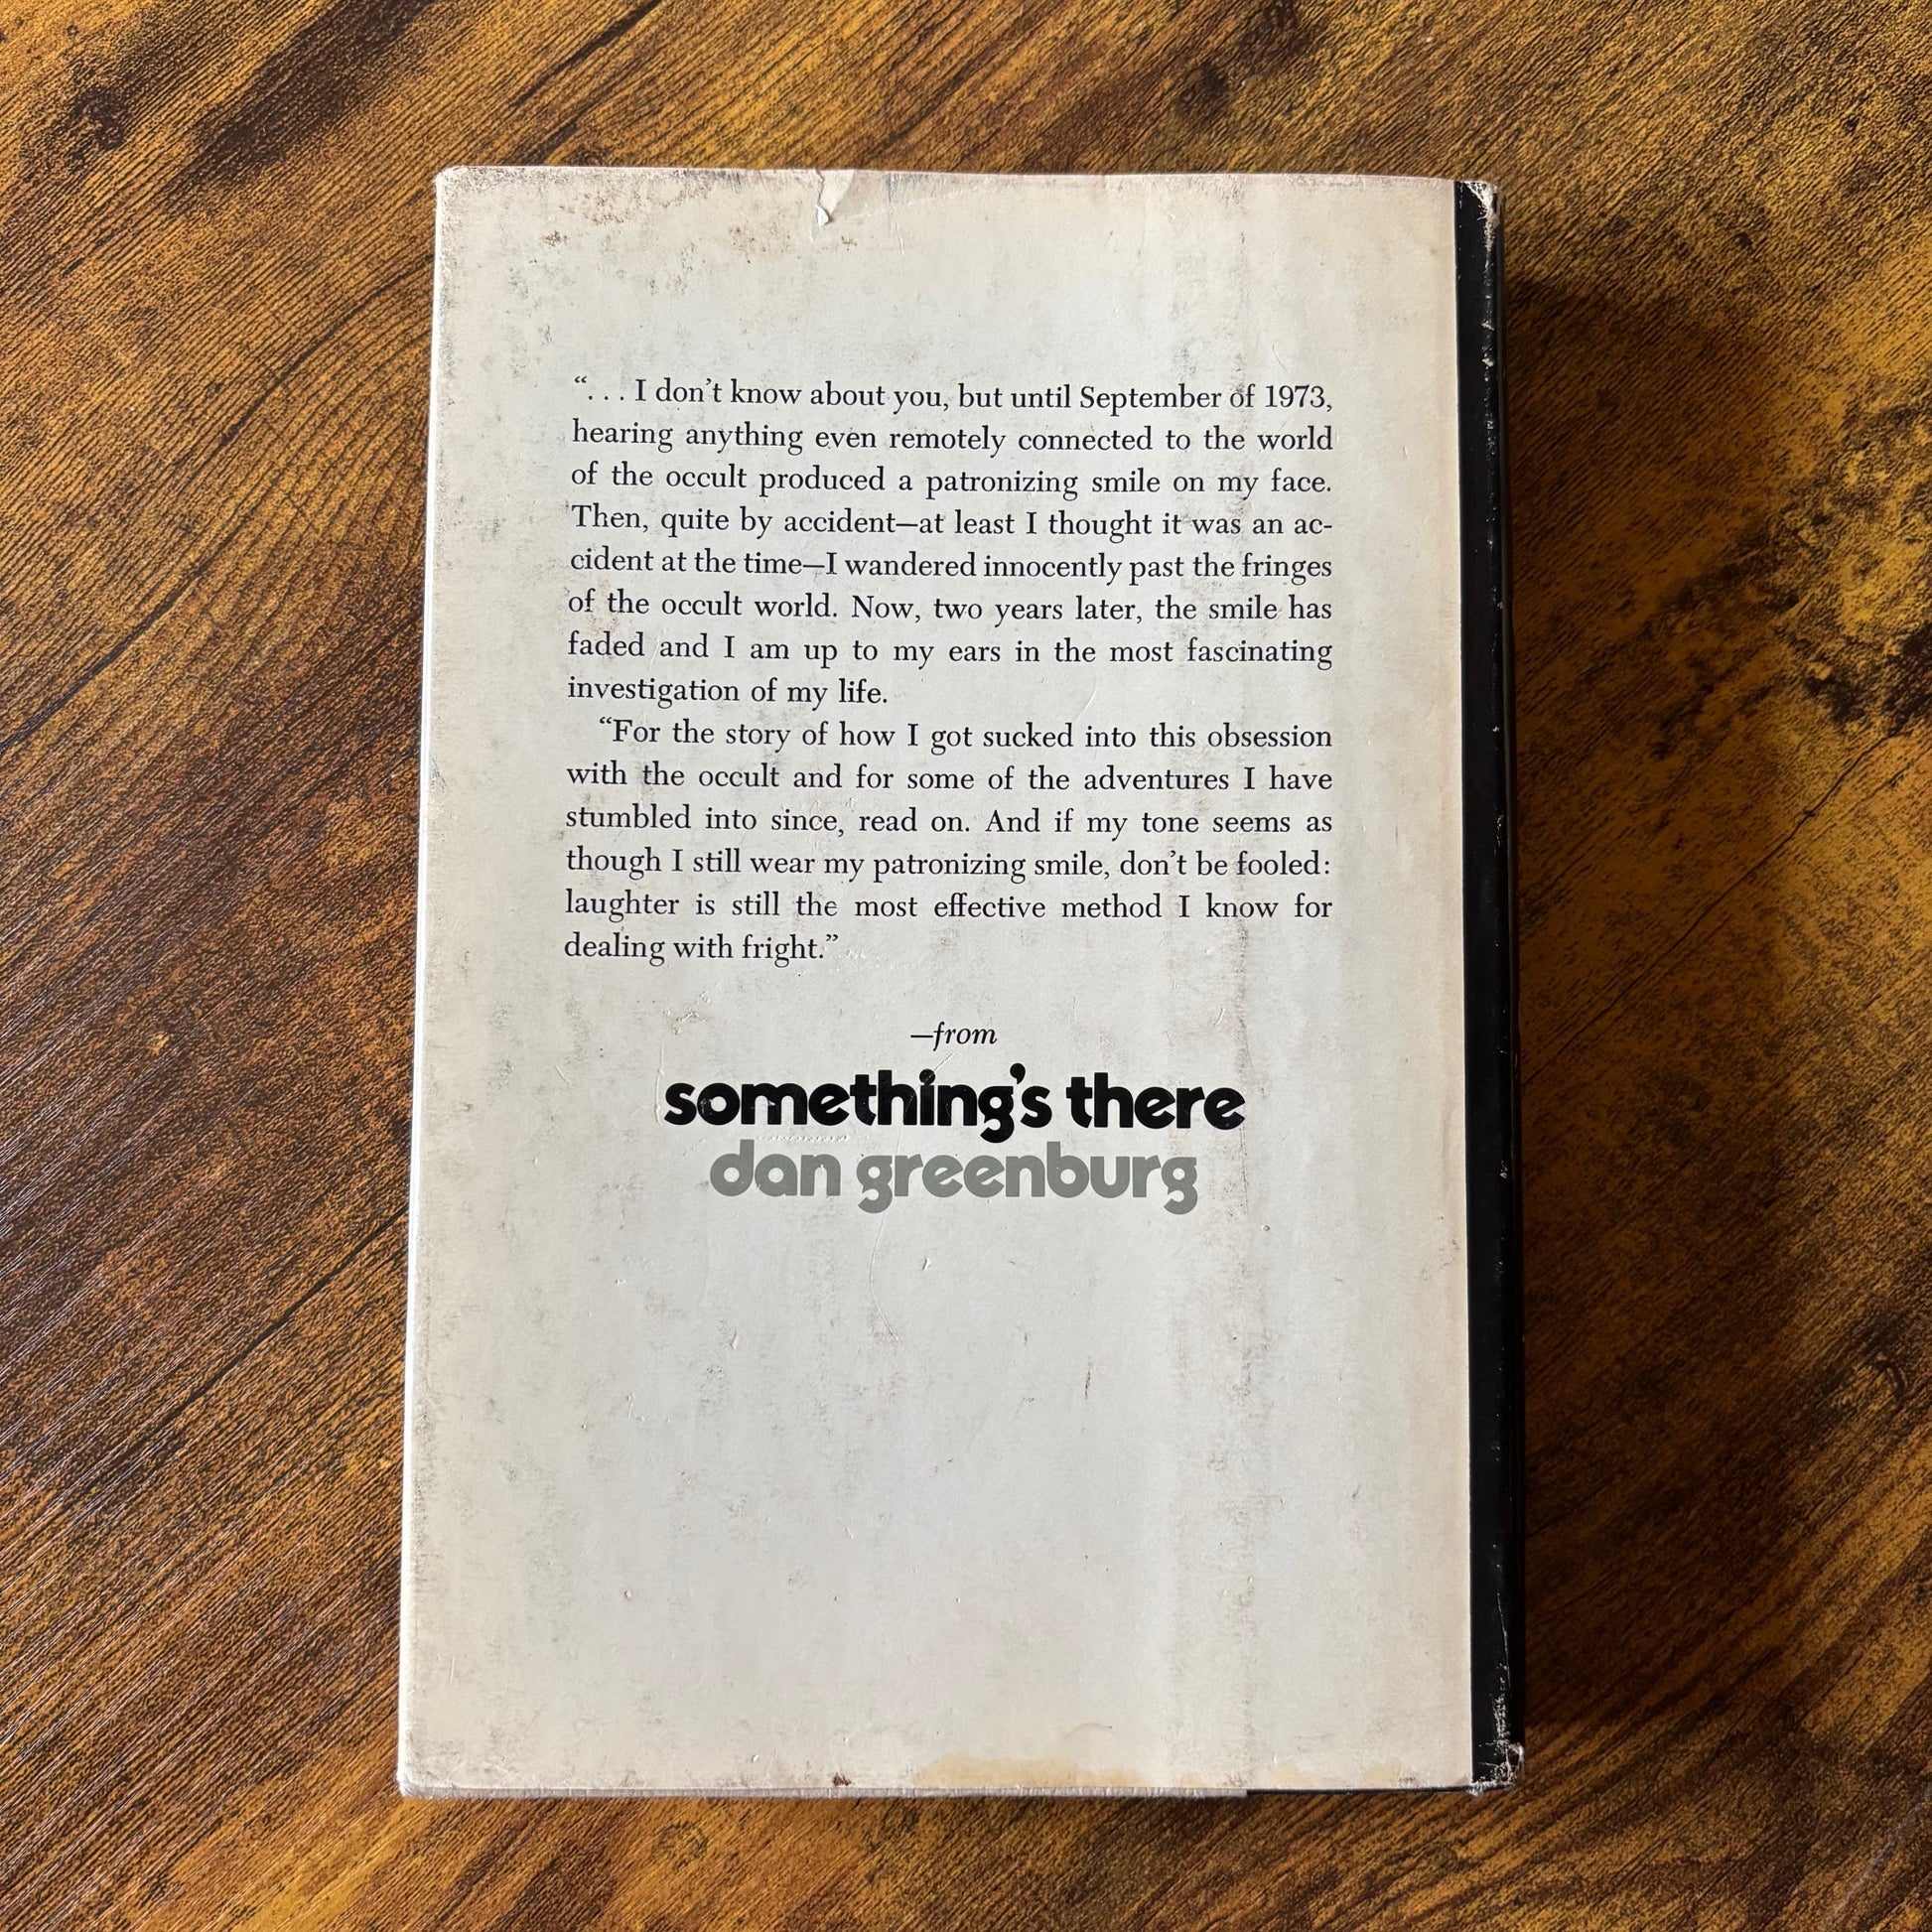 “. . . I don’t know about you, but until September of 1973,
hearing anything even remotely connected to the world
of the occult produced a patronizing smile on my face.
Then, quite by accident—at least I thought it was an ac-
cident at the time—I wandered innocently past the fringes
of the occult world. Now, two years later, the smile has
faded and I am up to my ears in the most fascinating
investigation of my life.
“For the story of how I got sucked into this obsession
with the occult and for some of the adventures I have
stumbled into since, read on. And if my tone seems as
though I still wear my patronizing smile, don’t be fooled:
laughter is still the most effective method I know for
dealing with fright.”
—from
something’s there
dan greenburg